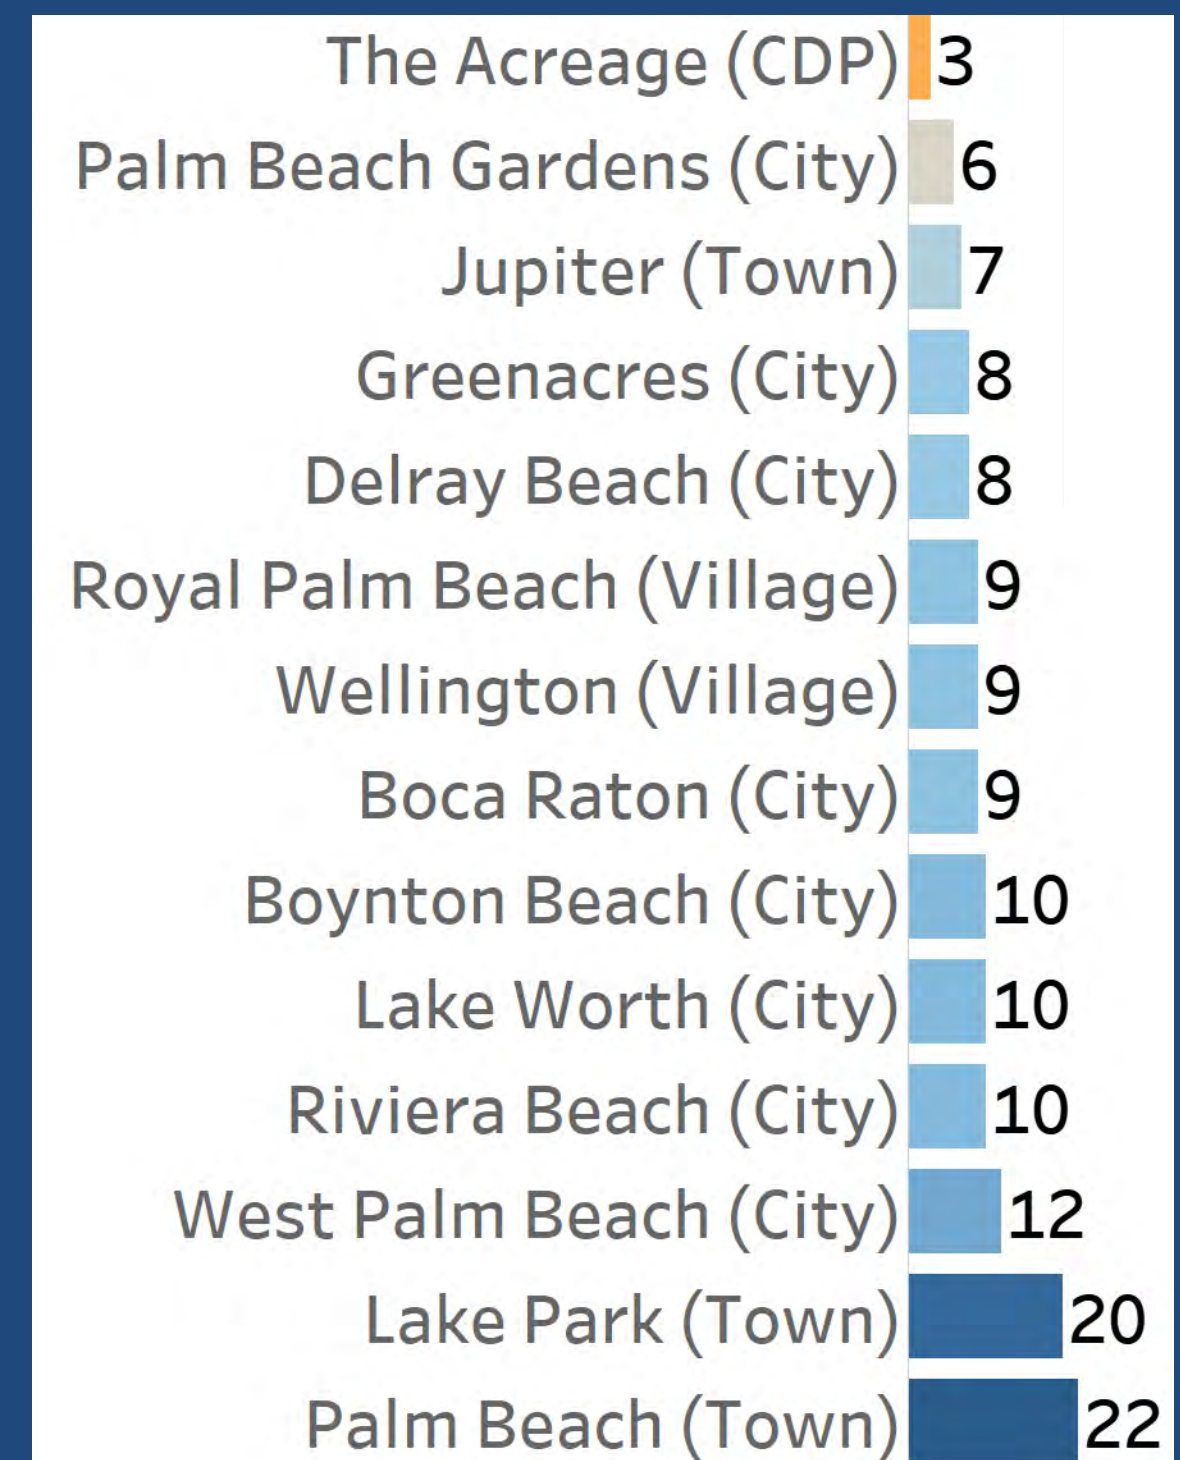 The Acreage (CDP) 3
Palm Beach Gardens (City) 6
Jupiter (Town) 7
Greenacres (City) 8
Delray Beach (City) 8
Royal Palm Beach (Village) 9
Wellington (Village) 9
Boca Raton (City) 9
Boynton Beach (City) 10
Lake Worth (City) 10
Riviera Beach (City) 10
West Palm Beach (City) 12
Lake Park (Town) 20
Palm Beach (Town) 22